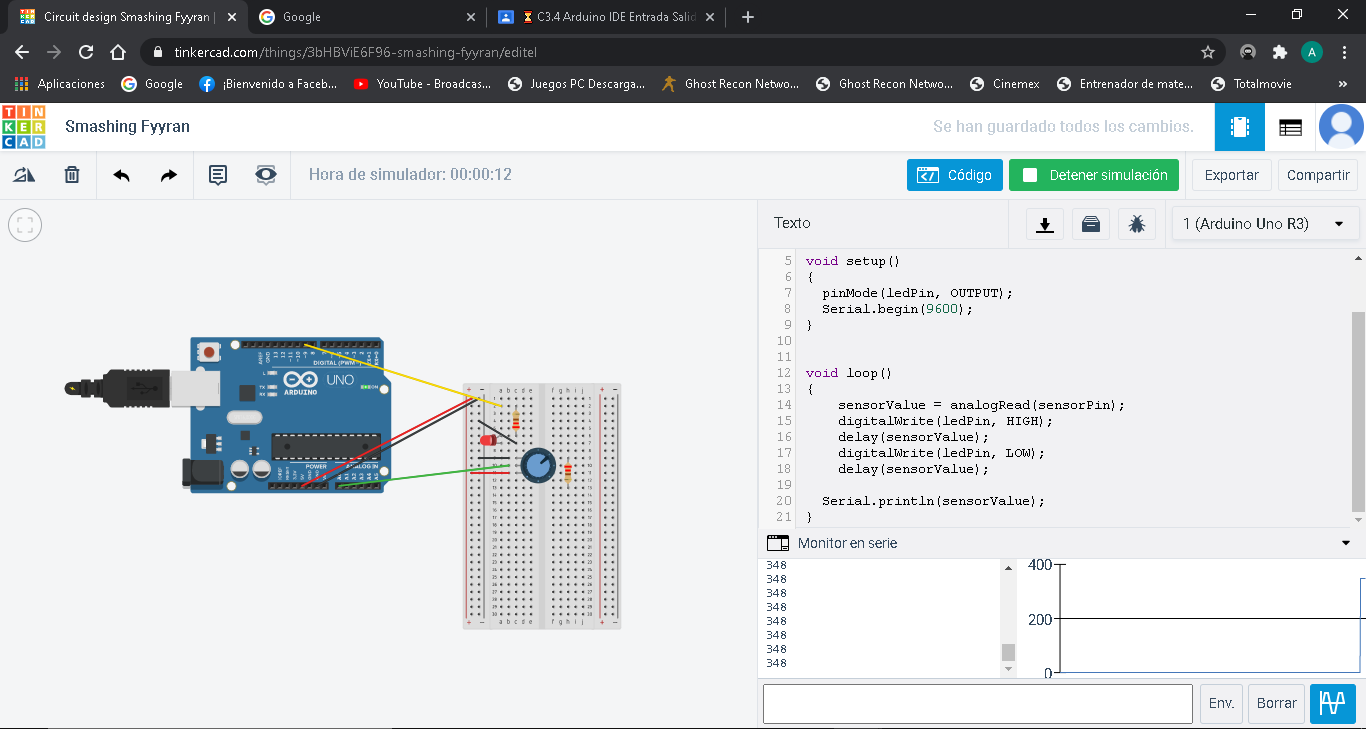 Circuit design Smashing Fyyran |
Google
C3.4 Arduino IDE Entrada Salid
tinkercad.com/things/3bHBViE6F96-smashing-fyyran/editel
A
Aplicaciones
Google
¡Bienvenido a Faceb...
YouTube - Broadcas...
Juegos PC Descarga...
Ghost Recon Netwo...
Ghost Recon Netwo...
Cinemex
Entrenador de mate...
Totalmovie
»
TIN
KER
CAD
Smashing Fyyran
Se han guardado todos los cambios.
Hora de simulador: 00:00:12
Código
Detener simulación
Exportar
Compartir
Texto
1 (Arduino Uno R3)
5 void setup()
6 {
7 pinMode(ledPin, OUTPUT);
8 Serial.begin(9600);
9 }
10
11
12 void loop()
13 {
14 sensorValue = analogRead(sensorPin);
15 digitalWrite(ledPin, HIGH);
16 delay(sensorValue);
17 digitalWrite(ledPin, LOW);
18 delay(sensorValue);
19
20 Serial.println(sensorValue);
21 }
DIGITAL (PWM
UNO
ARDUINO
TX
RX
ON
POWER
ANALOG IN
a b c d e
f g h i j
a b c d e
f g h i j
Monitor en serie
348
348
348
348
348
348
348
348
400
200
0
Env.
Borrar